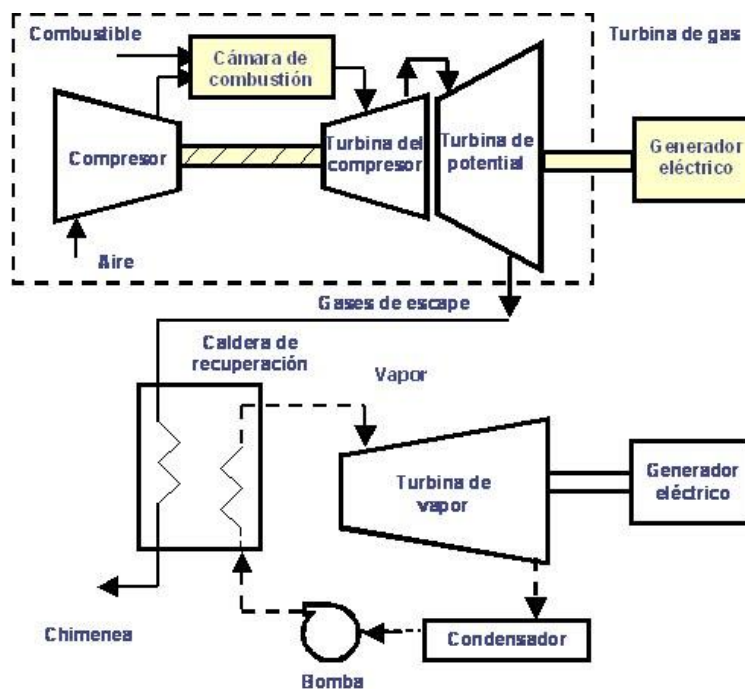 Combustible
Turbina de gas
Cámara de
combustión
Compresor
Turbina del
compresor
Turbina de
potential
Generador
eléctrico
Aire
Gases de escape
Caldera de
recuperación
Vapor
Turbina de
vapor
Generador
eléctrico
Chimenea
Bomba
Condensador